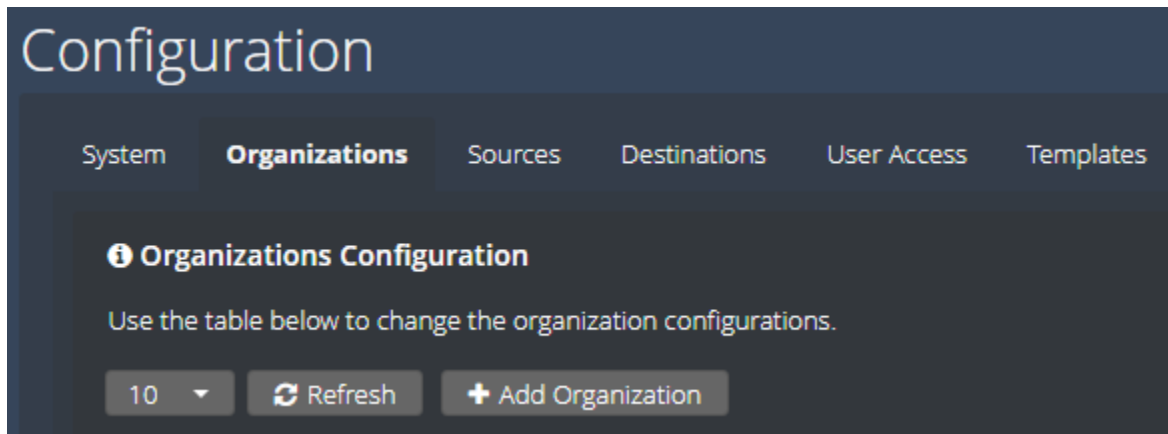 Configuration
System Organizations Sources Destinations User Access Templates
Organizations Configuration
Use the table below to change the organization configurations.
10 Refresh Add Organization